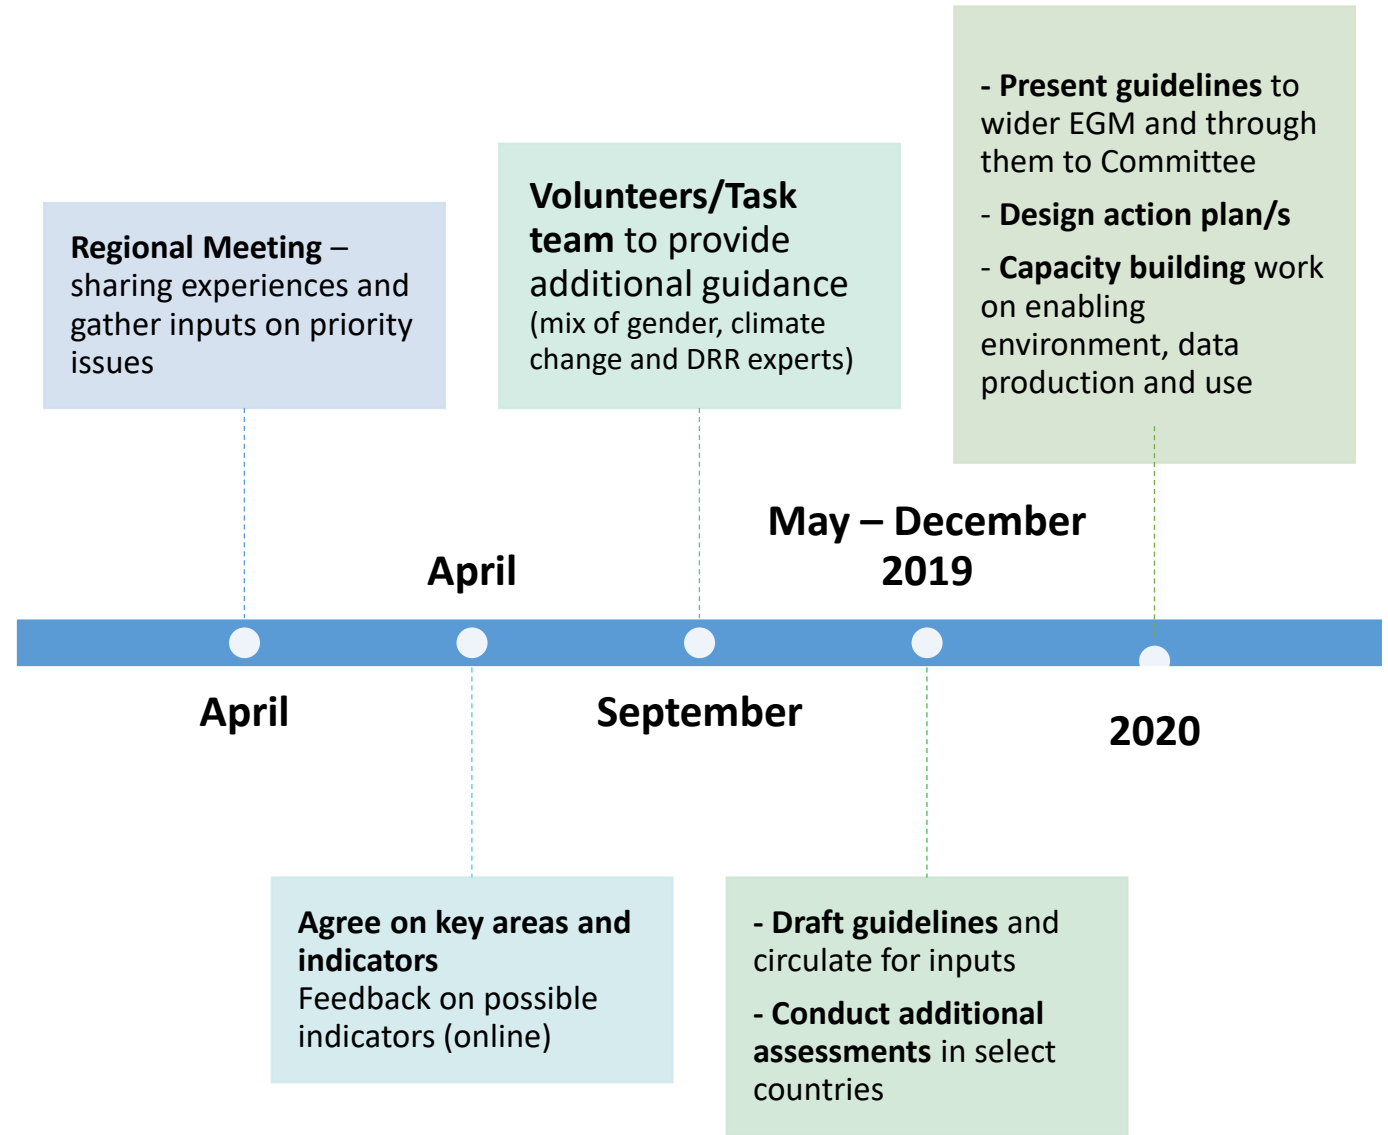 Regional Meeting –
sharing experiences and
gather inputs on priority
issues
April
April
Agree on key areas and
indicators
Feedback on possible
indicators (online)
Volunteers/Task
team to provide
additional guidance
(mix of gender, climate
change and DRR experts)
September
May – December
2019
- Draft guidelines and
circulate for inputs
- Conduct additional
assessments in select
countries
- Present guidelines to
wider EGM and through
them to Committee
- Design action plan/s
- Capacity building work
on enabling
environment, data
production and use
2020